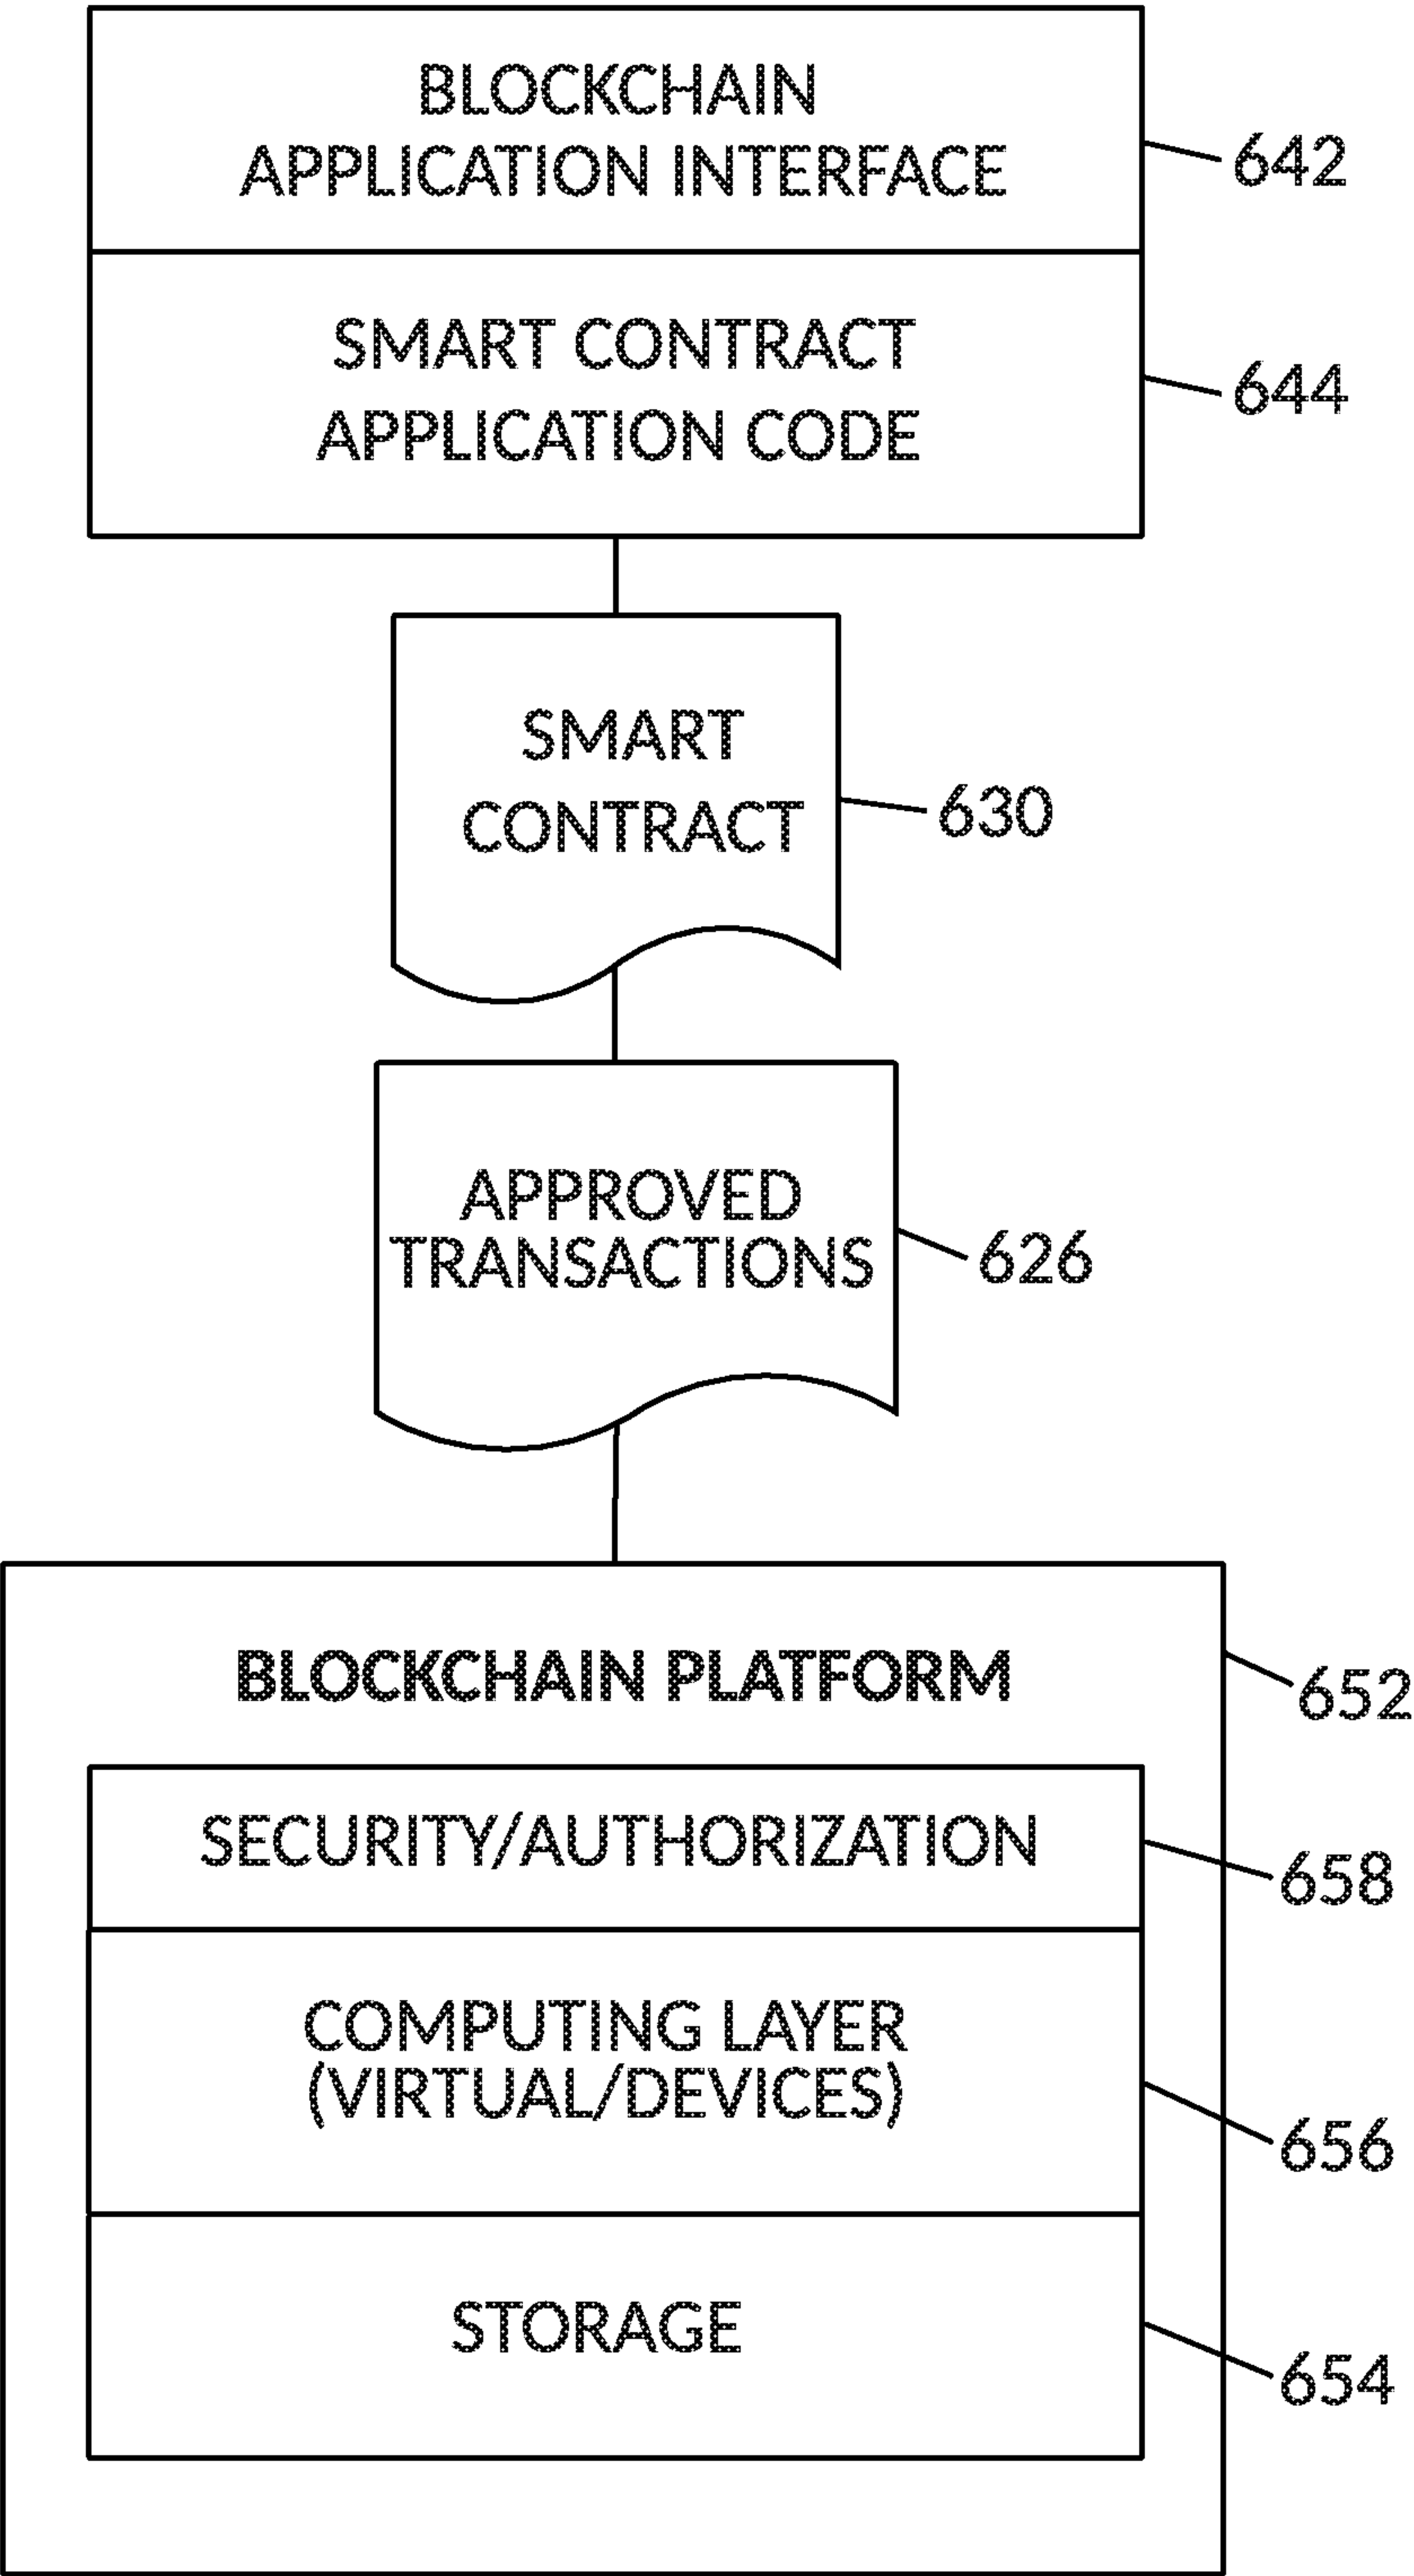 BLOCKCHAIN
APPLICATION INTERFACE
642
SMART CONTRACT
APPLICATION CODE
644
SMART
CONTRACT
630
APPROVED
TRANSACTIONS
626
BLOCKCHAIN PLATFORM
652
SECURITY/AUTHORIZATION
658
COMPUTING LAYER
(VIRTUAL/DEVICES)
656
STORAGE
654